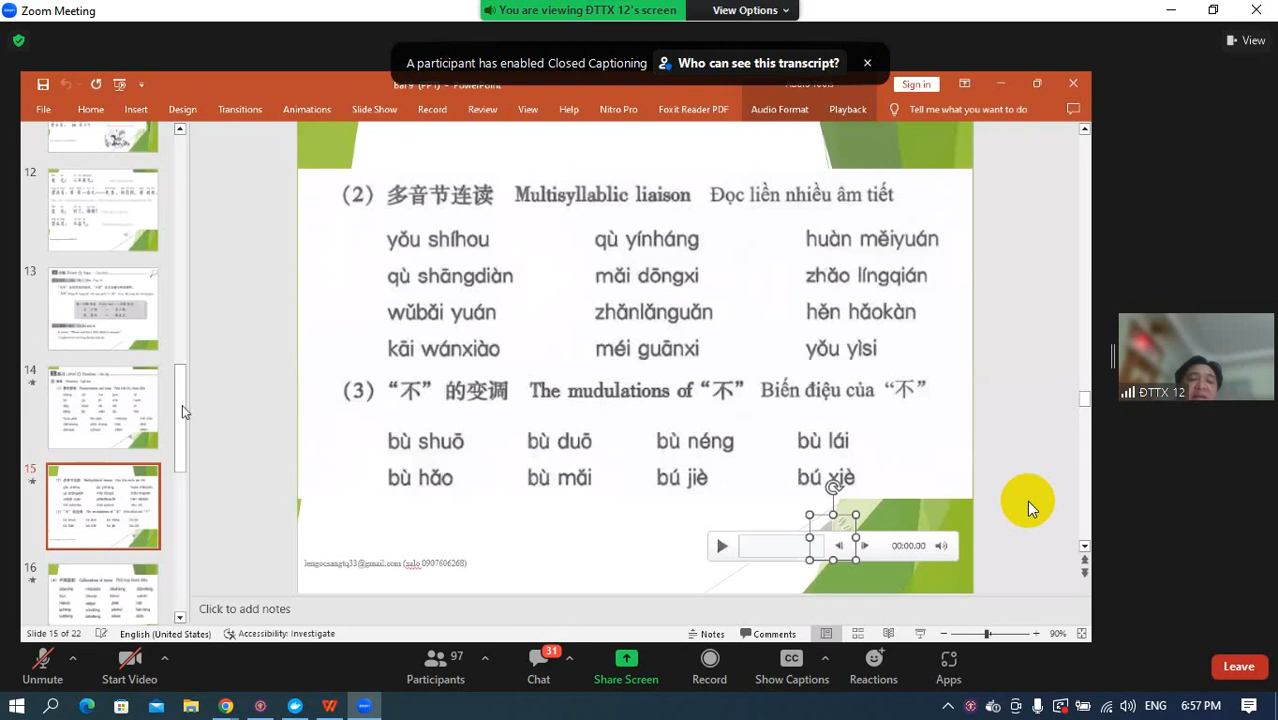 Zoom Meeting
You are viewing ĐTTX 12's screen
View Options
A participant has enabled Closed Captioning
Who can see this transcript?
View
PowerPoint
Sign in
File Home Insert Design Transitions Animations Slide Show Record Review View Help Nitro Pro Foxit Reader PDF Audio Format Playback Tell me what you want to do
12
13
14
15
16
(2) 多音节连读 Multisyllablic liaison Đọc liền nhiều âm tiết
yǒu shíhou qù yínháng huàn měiyuán
qù shāngdiàn mǎi dōngxi zhǎo língqián
wǔbǎi yuán zhǎnlǎnguǎn hěn hǎokàn
kāi wánxiào méi guānxi yǒu yìsi
(3) “不” 的变调 The mudulations of “不” Biến điệu của “不”
bù shuō bù duō bù néng bù lái
bù hǎo bù mǎi bú jiè bú xiè
00:00.00
lengocsangtq33@gmail.com (zalo 0907606268)
Click to add notes
Slide 15 of 22 English (United States) Accessibility: Investigate Notes Comments 90%
ĐTTX 12
97
31
Unmute Start Video Participants Chat Share Screen Record Show Captions Reactions Apps Leave
CC
ENG 6:57 PM